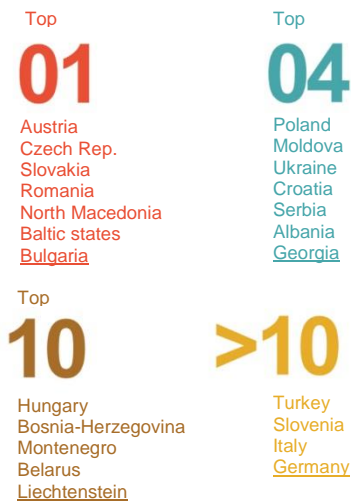 Top
01
Austria
Czech Rep.
Slovakia
Romania
North Macedonia
Baltic states
Bulgaria
Top
04
Poland
Moldova
Ukraine
Croatia
Serbia
Albania
Georgia
Top
10
Hungary
Bosnia-Herzegovina
Montenegro
Belarus
Liechtenstein
>10
Turkey
Slovenia
Italy
Germany